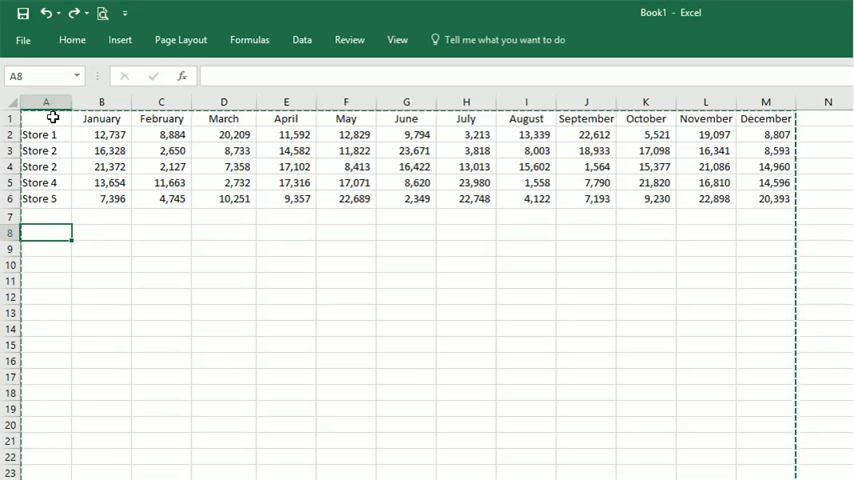 Book1 - Excel
File Home Insert Page Layout Formulas Data Review View Tell me what you want to do
A8 fx
A B C D E F G H I J K L M N
1 January February March April May June July August September October November December
2 Store 1 12,737 8,884 20,209 11,592 12,829 9,794 3,213 13,339 22,612 5,521 19,097 8,807
3 Store 2 16,328 2,650 8,733 14,582 11,822 23,671 3,818 8,003 18,933 17,098 16,341 8,593
4 Store 2 21,372 2,127 7,358 17,102 8,413 16,422 13,013 15,602 1,564 15,377 21,086 14,960
5 Store 4 13,654 11,663 2,732 17,316 17,071 8,620 23,980 1,558 7,790 21,820 16,810 14,596
6 Store 5 7,396 4,745 10,251 9,357 22,689 2,349 22,748 4,122 7,193 9,230 22,898 20,393
7
8
9
10
11
12
13
14
15
16
17
18
19
20
21
22
23